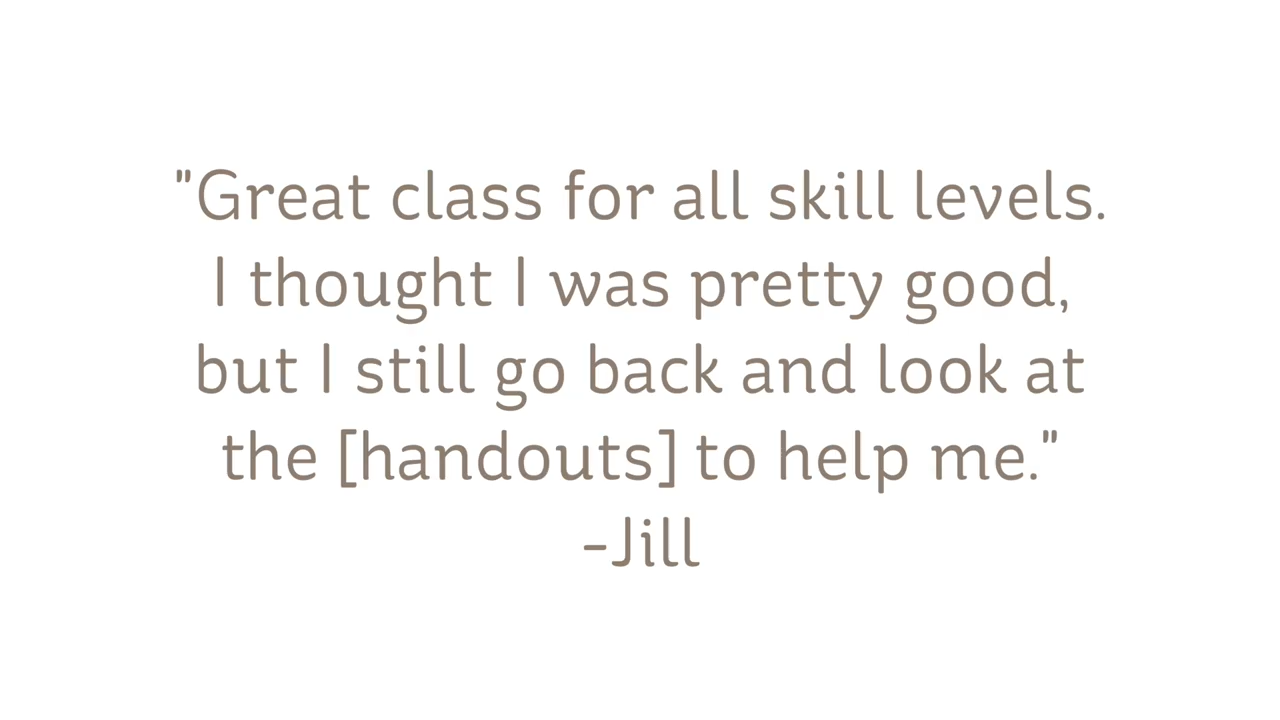 "Great class for all skill levels.
I thought I was pretty good,
but I still go back and look at
the [handouts] to help me."
-Jill